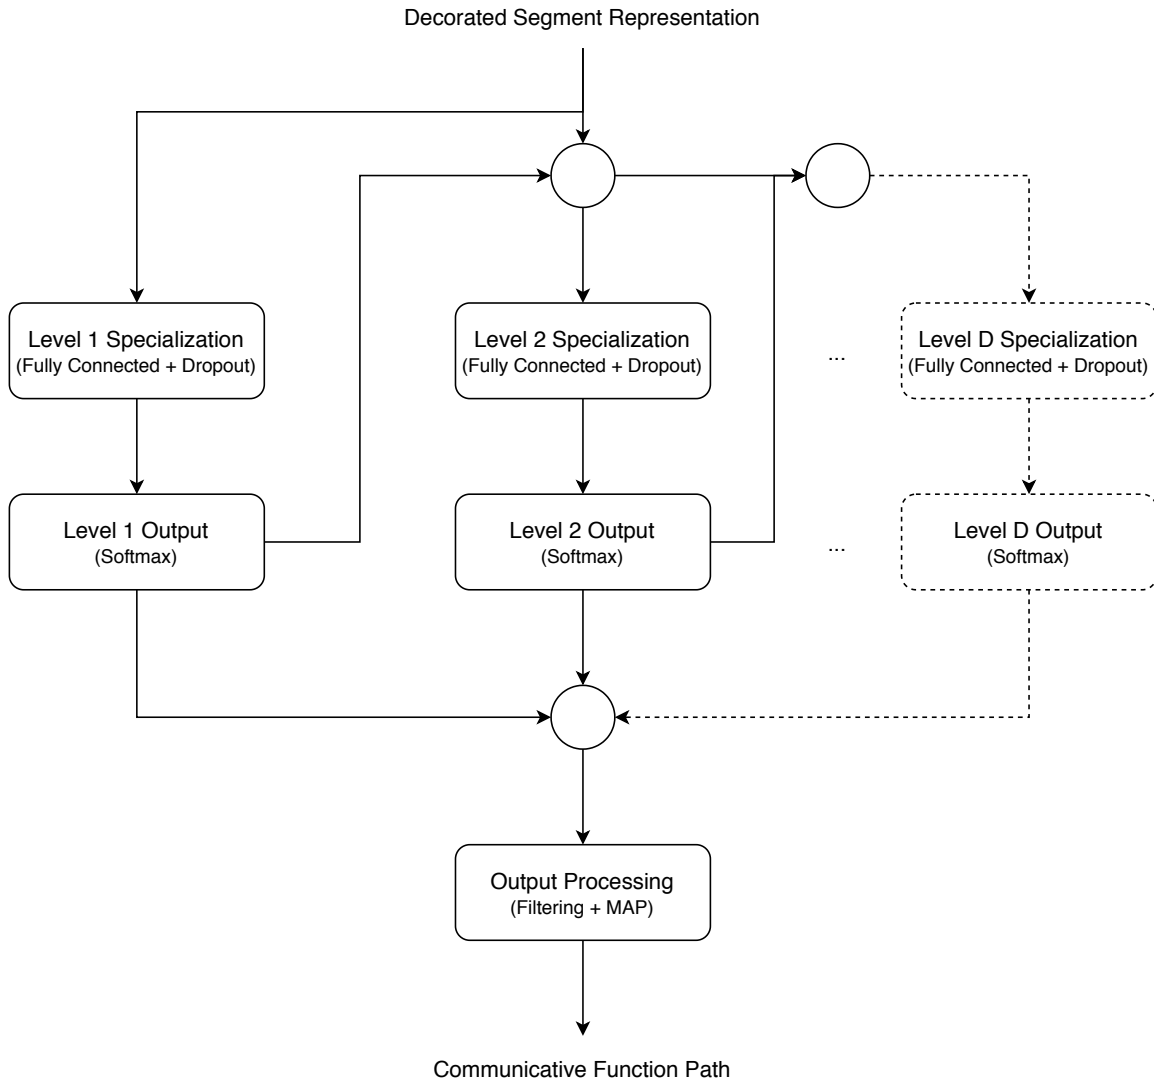 Decorated Segment Representation
Level 1 Specialization
(Fully Connected + Dropout)
Level 2 Specialization
(Fully Connected + Dropout)
...
Level D Specialization
(Fully Connected + Dropout)
Level 1 Output
(Softmax)
Level 2 Output
(Softmax)
...
Level D Output
(Softmax)
Output Processing
(Filtering + MAP)
Communicative Function Path